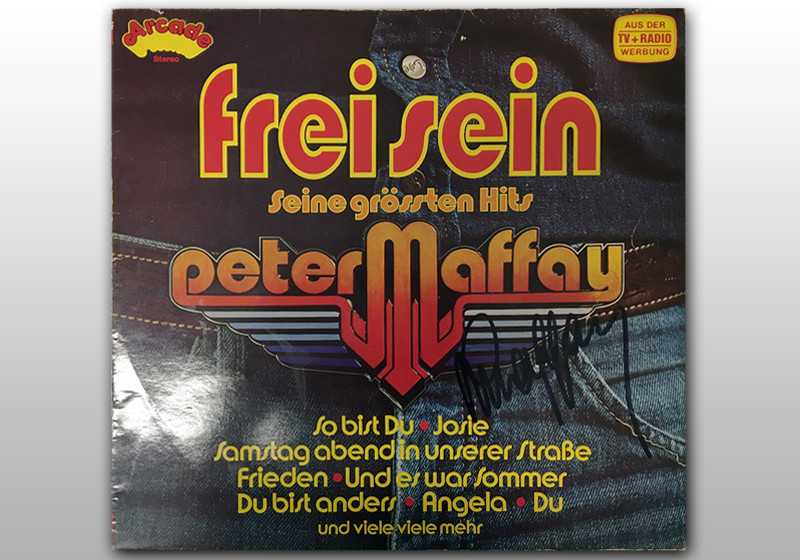 Arcade
Stereo
AUS DER
TV + RADIO
WERBUNG
frei sein
Seine grössten Hits
peter Maffay
Maffay
So bist Du • Josie
Samstag abend in unserer Straße
Frieden • Und es war Sommer
Du bist anders • Angela • Du
und viele viele mehr